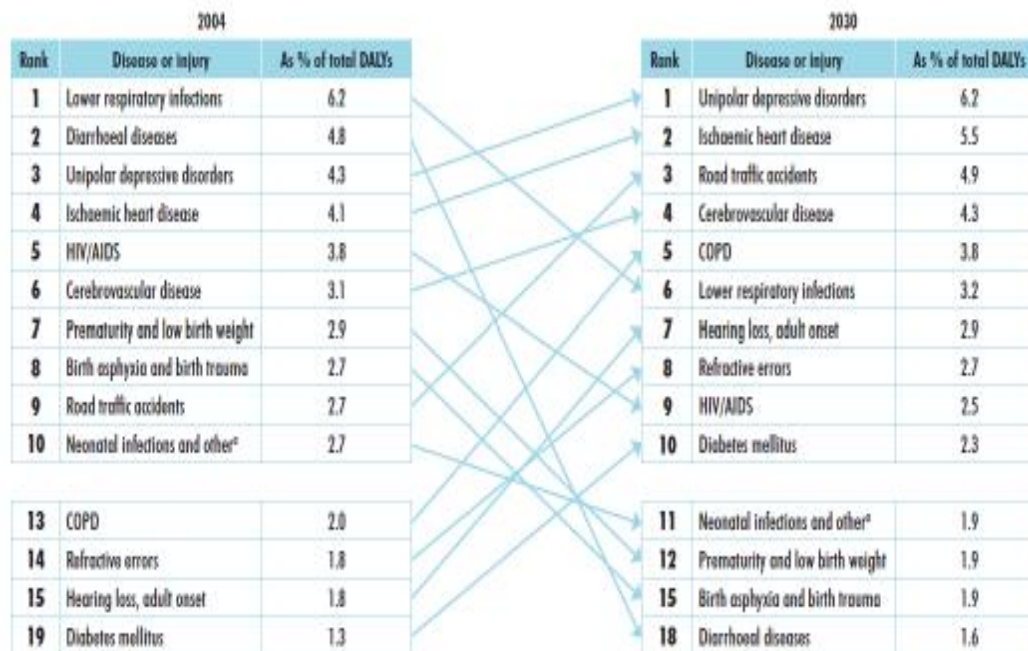 2004
Rank Disease or injury As % of total DALYs
1 Lower respiratory infections 6.2
2 Diarrhoeal diseases 4.8
3 Unipolar depressive disorders 4.3
4 Ischaemic heart disease 4.1
5 HIV/AIDS 3.8
6 Cerebrovascular disease 3.1
7 Prematurity and low birth weight 2.9
8 Birth asphyxia and birth trauma 2.7
9 Road traffic accidents 2.7
10 Neonatal infections and otherᵃ 2.7
13 COPD 2.0
14 Refractive errors 1.8
15 Hearing loss, adult onset 1.8
19 Diabetes mellitus 1.3
2030
Rank Disease or injury As % of total DALYs
1 Unipolar depressive disorders 6.2
2 Ischaemic heart disease 5.5
3 Road traffic accidents 4.9
4 Cerebrovascular disease 4.3
5 COPD 3.8
6 Lower respiratory infections 3.2
7 Hearing loss, adult onset 2.9
8 Refractive errors 2.7
9 HIV/AIDS 2.5
10 Diabetes mellitus 2.3
11 Neonatal infections and otherᵃ 1.9
12 Prematurity and low birth weight 1.9
15 Birth asphyxia and birth trauma 1.9
18 Diarrhoeal diseases 1.6